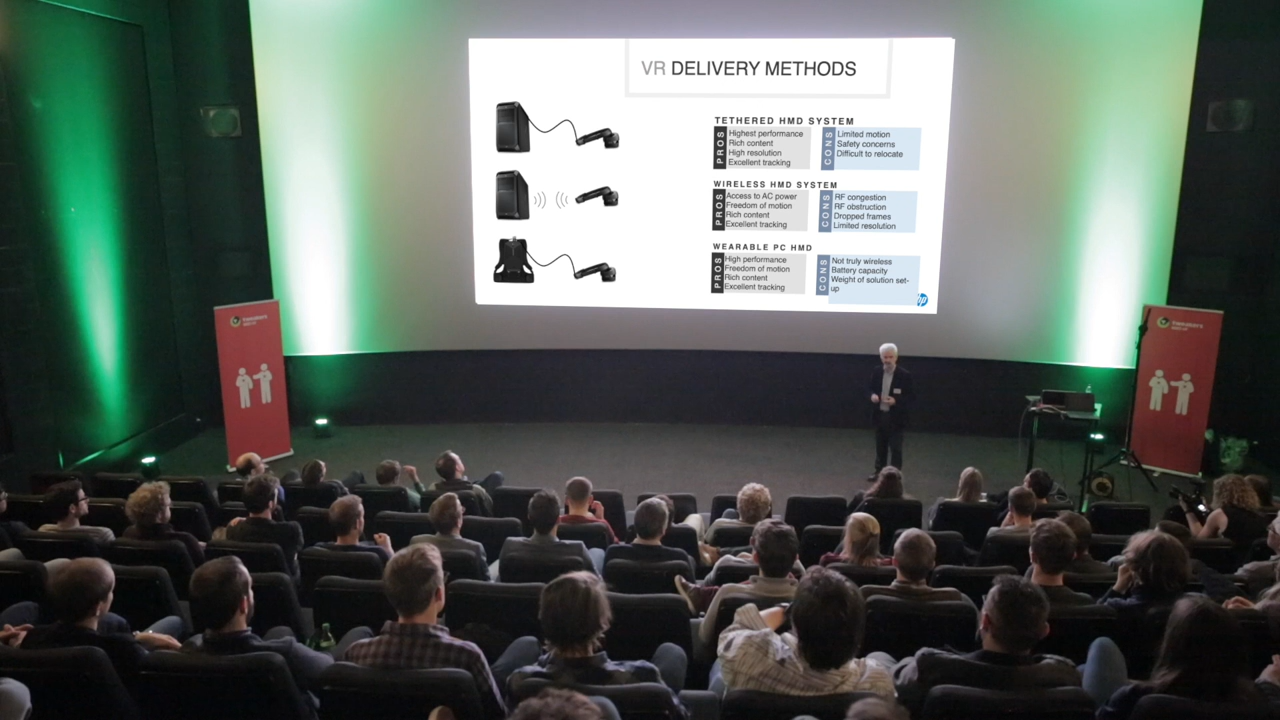 VR DELIVERY METHODS
TETHERED HMD SYSTEM
PROS
Highest performance
Rich content
High resolution
Excellent tracking
CONS
Limited motion
Safety concerns
Difficult to relocate
WIRELESS HMD SYSTEM
PROS
Access to AC power
Freedom of motion
Rich content
Excellent tracking
CONS
RF congestion
RF obstruction
Dropped frames
Limited resolution
WEARABLE PC HMD
PROS
High performance
Freedom of motion
Rich content
Excellent tracking
CONS
Not truly wireless
Battery capacity
Weight of solution set-
up
hp